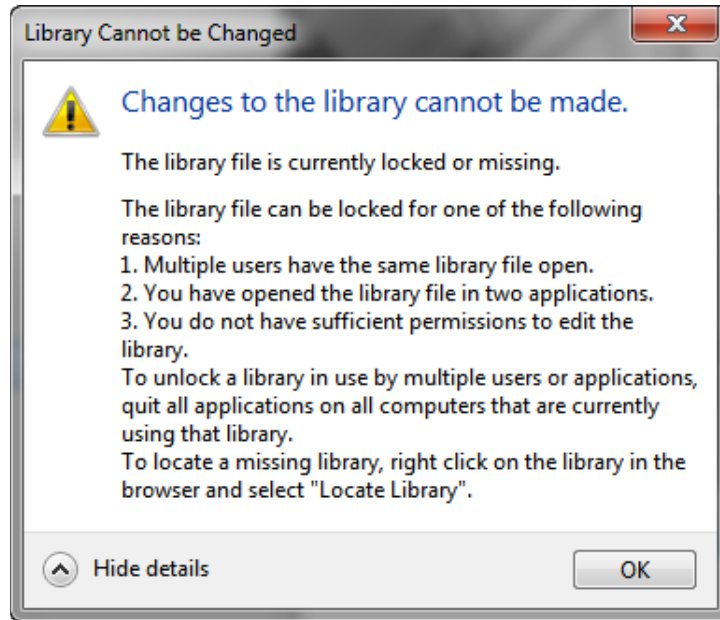 Library Cannot be Changed
Changes to the library cannot be made.
The library file is currently locked or missing.
The library file can be locked for one of the following
reasons:
1. Multiple users have the same library file open.
2. You have opened the library file in two applications.
3. You do not have sufficient permissions to edit the
library.
To unlock a library in use by multiple users or applications,
quit all applications on all computers that are currently
using that library.
To locate a missing library, right click on the library in the
browser and select "Locate Library".
Hide details
OK